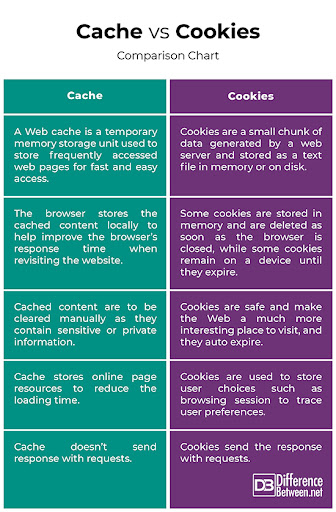 Cache vs Cookies
Comparison Chart
Cache
Cookies
A Web cache is a temporary
memory storage unit used to
store frequently accessed
web pages for fast and easy
access.
Cookies are a small chunk of
data generated by a web
server and stored as a text
file in memory or on disk.
The browser stores the
cached content locally to
help improve the browser's
response time when
revisiting the website.
Some cookies are stored in
memory and are deleted as
soon as the browser is
closed, while some cookies
remain on a device until
they expire.
Cached content are to be
cleared manually as they
contain sensitive or private
information.
Cookies are safe and make
the Web a much more
interesting place to visit, and
they auto expire.
Cache stores online page
resources to reduce the
loading time.
Cookies are used to store
user choices such as
browsing session to trace
user preferences.
Cache doesn't send
response with requests.
Cookies send the response
with requests.
DB Difference
Between.net